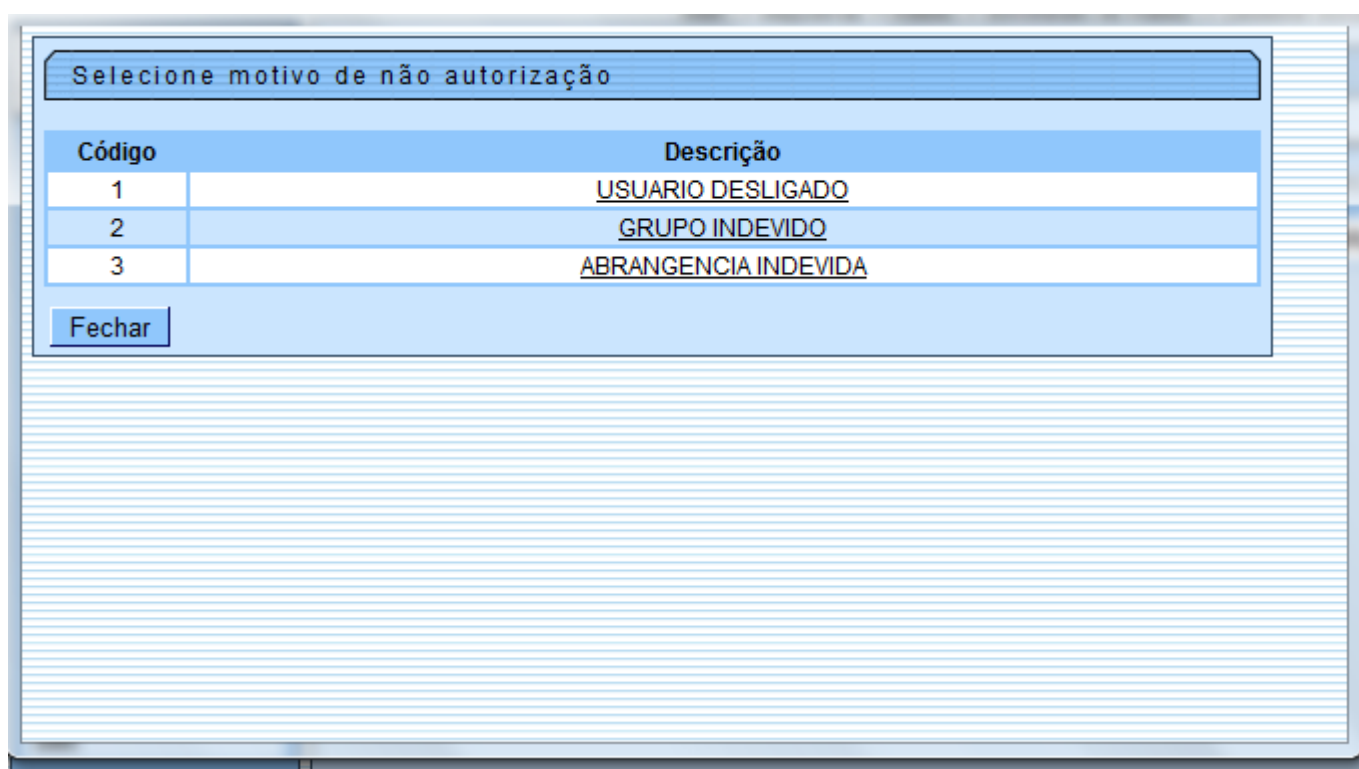 Selecione motivo de não autorização
Código Descrição
1 USUARIO DESLIGADO
2 GRUPO INDEVIDO
3 ABRANGENCIA INDEVIDA
Fechar